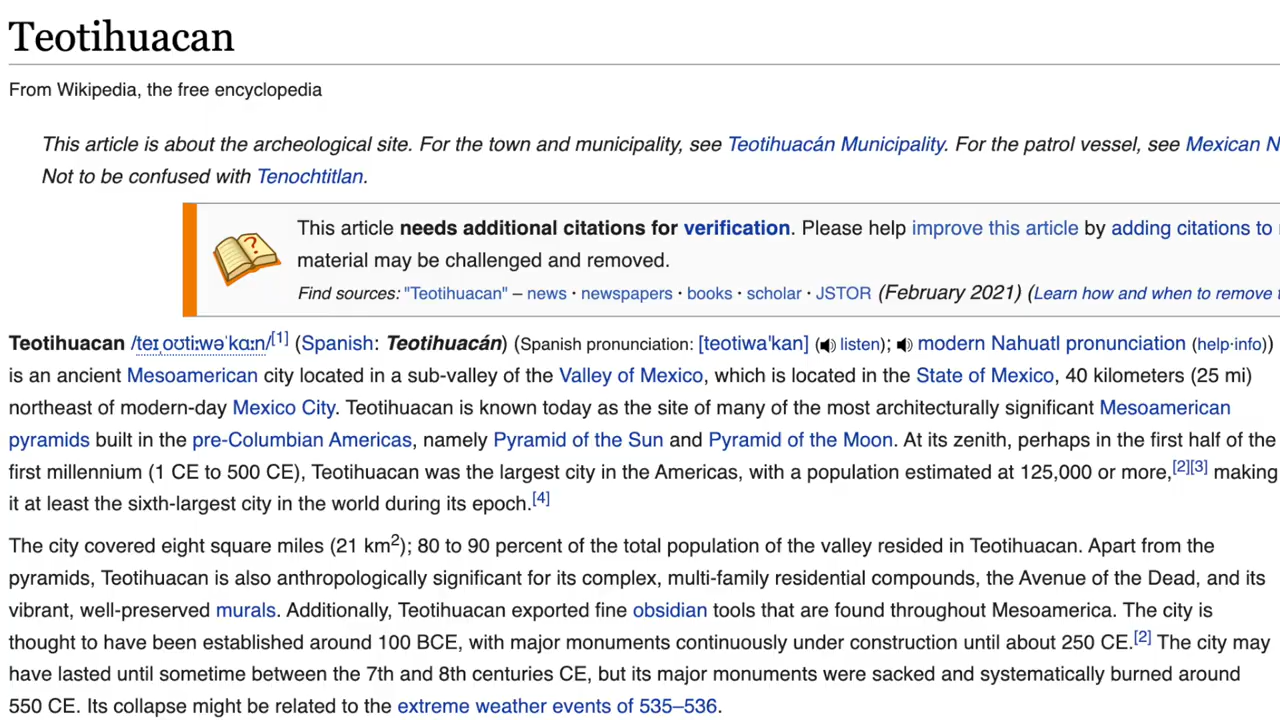 Teotihuacan
From Wikipedia, the free encyclopedia
This article is about the archeological site. For the town and municipality, see Teotihuacán Municipality. For the patrol vessel, see Mexican N
Not to be confused with Tenochtitlan.
This article needs additional citations for verification. Please help improve this article by adding citations to
material may be challenged and removed.
Find sources: "Teotihuacan" – news · newspapers · books · scholar · JSTOR (February 2021) (Learn how and when to remove t
Teotihuacan /teɪˌoʊtiːwəˈkɑːn/[1] (Spanish: Teotihuacán) (Spanish pronunciation: [teotiwa'kan] (listen); modern Nahuatl pronunciation (help·info))
is an ancient Mesoamerican city located in a sub-valley of the Valley of Mexico, which is located in the State of Mexico, 40 kilometers (25 mi)
northeast of modern-day Mexico City. Teotihuacan is known today as the site of many of the most architecturally significant Mesoamerican
pyramids built in the pre-Columbian Americas, namely Pyramid of the Sun and Pyramid of the Moon. At its zenith, perhaps in the first half of the
first millennium (1 CE to 500 CE), Teotihuacan was the largest city in the Americas, with a population estimated at 125,000 or more,[2][3] making
it at least the sixth-largest city in the world during its epoch.[4]
The city covered eight square miles (21 km²); 80 to 90 percent of the total population of the valley resided in Teotihuacan. Apart from the
pyramids, Teotihuacan is also anthropologically significant for its complex, multi-family residential compounds, the Avenue of the Dead, and its
vibrant, well-preserved murals. Additionally, Teotihuacan exported fine obsidian tools that are found throughout Mesoamerica. The city is
thought to have been established around 100 BCE, with major monuments continuously under construction until about 250 CE.[2] The city may
have lasted until sometime between the 7th and 8th centuries CE, but its major monuments were sacked and systematically burned around
550 CE. Its collapse might be related to the extreme weather events of 535–536.